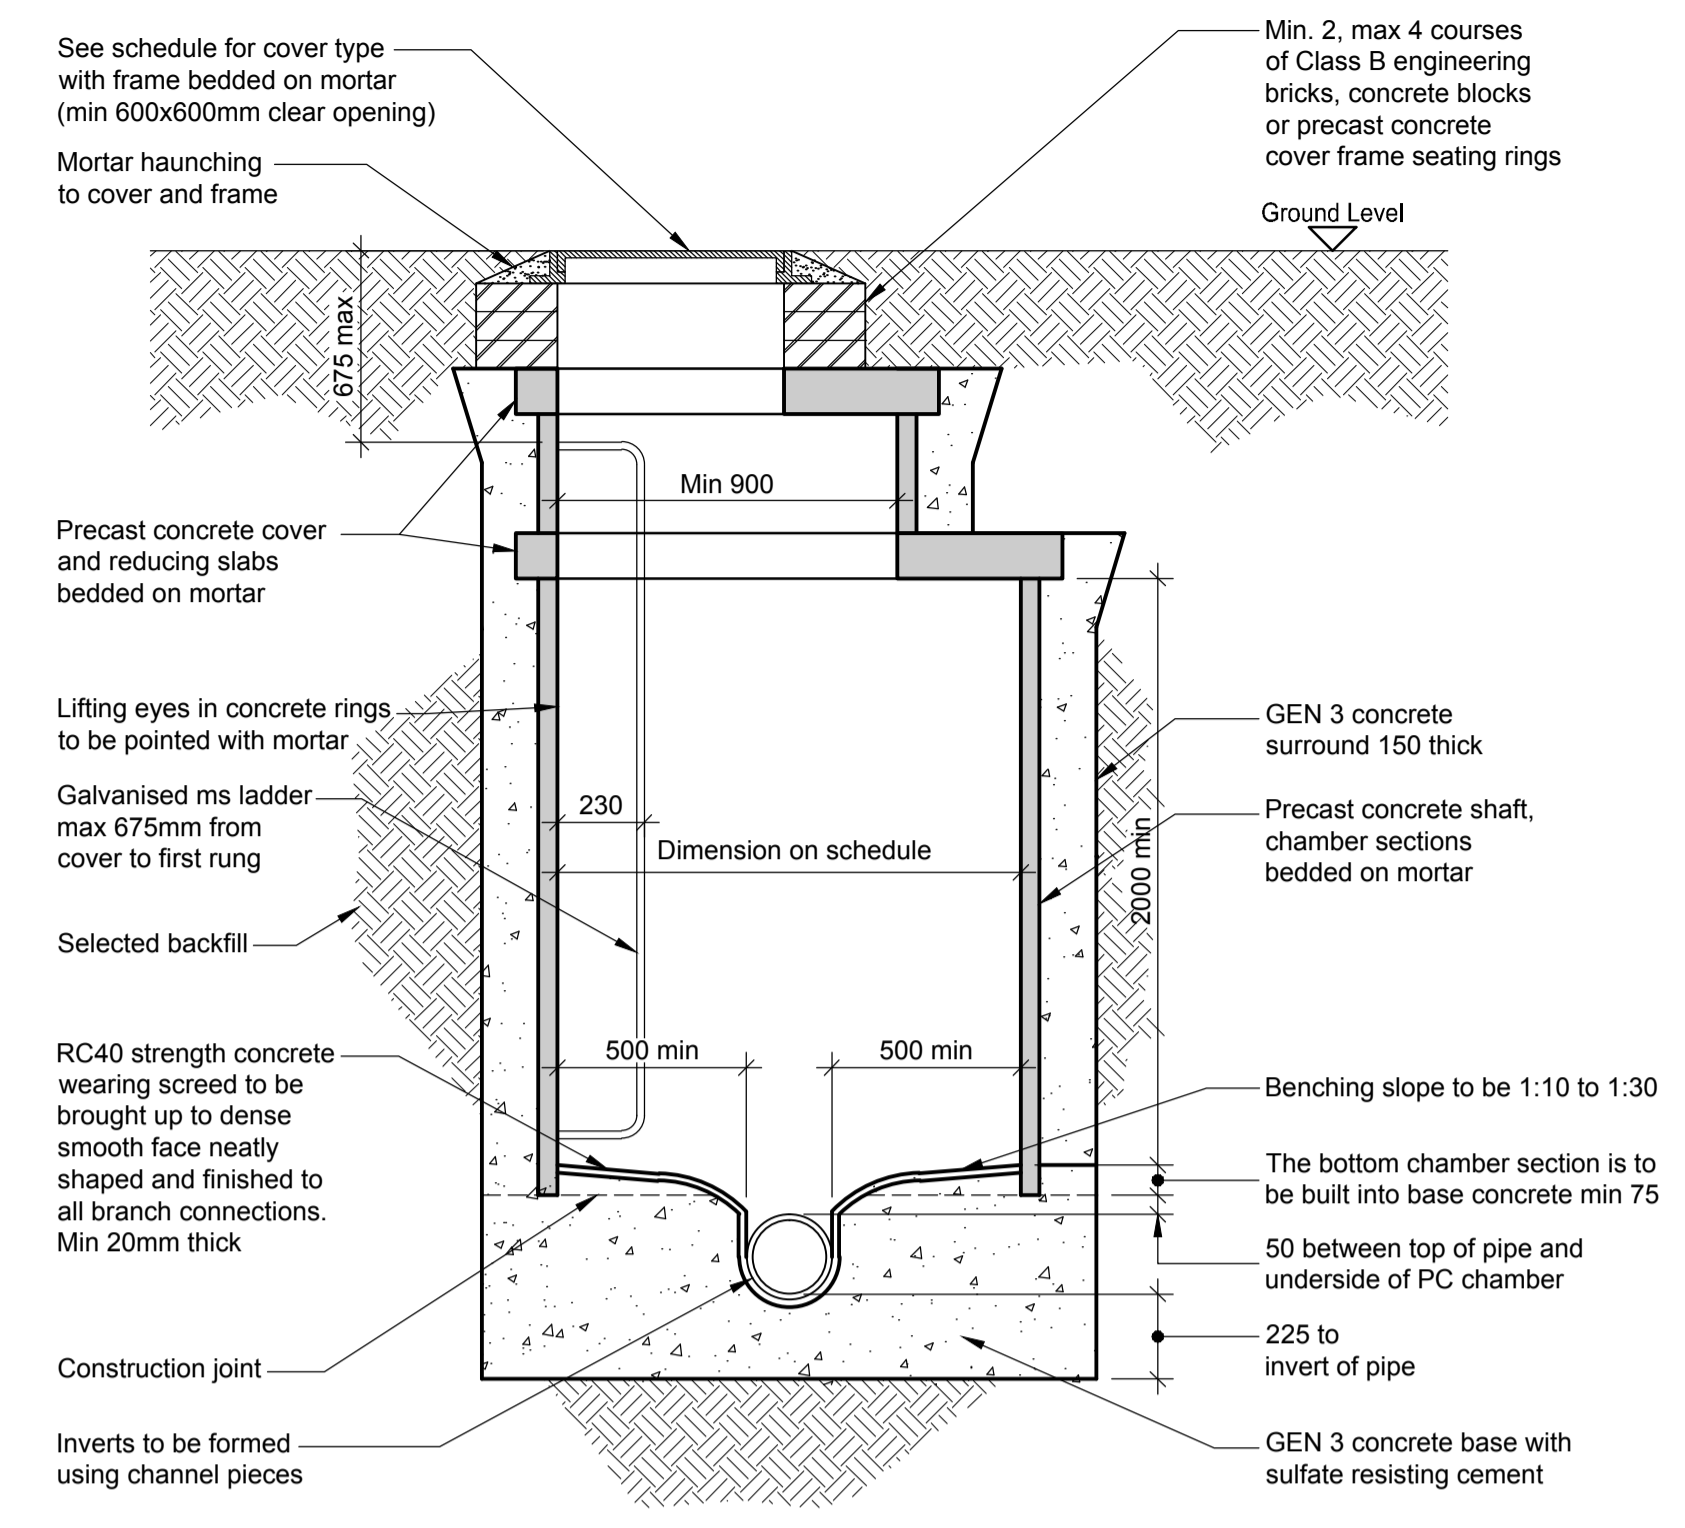 See schedule for cover type
with frame bedded on mortar
(min 600x600mm clear opening)
Mortar haunching
to cover and frame
Min. 2, max 4 courses
of Class B engineering
bricks, concrete blocks
or precast concrete
cover frame seating rings
Ground Level
675 max
Min 900
Precast concrete cover
and reducing slabs
bedded on mortar
Lifting eyes in concrete rings
to be pointed with mortar
Galvanised ms ladder
max 675mm from
cover to first rung
230
Dimension on schedule
2000 min
GEN 3 concrete
surround 150 thick
Precast concrete shaft,
chamber sections
bedded on mortar
Selected backfill
RC40 strength concrete
wearing screed to be
brought up to dense
smooth face neatly
shaped and finished to
all branch connections.
Min 20mm thick
500 min
500 min
Benching slope to be 1:10 to 1:30
The bottom chamber section is to
be built into base concrete min 75
50 between top of pipe and
underside of PC chamber
225 to
invert of pipe
Construction joint
Inverts to be formed
using channel pieces
GEN 3 concrete base with
sulfate resisting cement